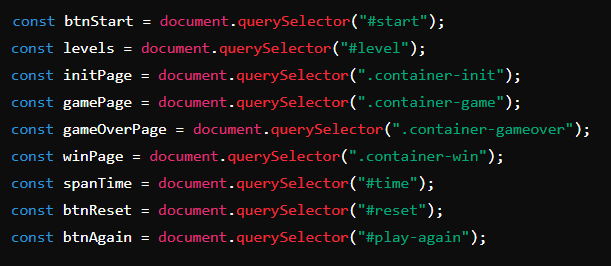 const btnStart = document.querySelector("#start");
const levels = document.querySelector("#level");
const initPage = document.querySelector(".container-init");
const gamePage = document.querySelector(".container-game");
const gameOverPage = document.querySelector(".container-gameover");
const winPage = document.querySelector(".container-win");
const spanTime = document.querySelector("#time");
const btnReset = document.querySelector("#reset");
const btnAgain = document.querySelector("#play-again");